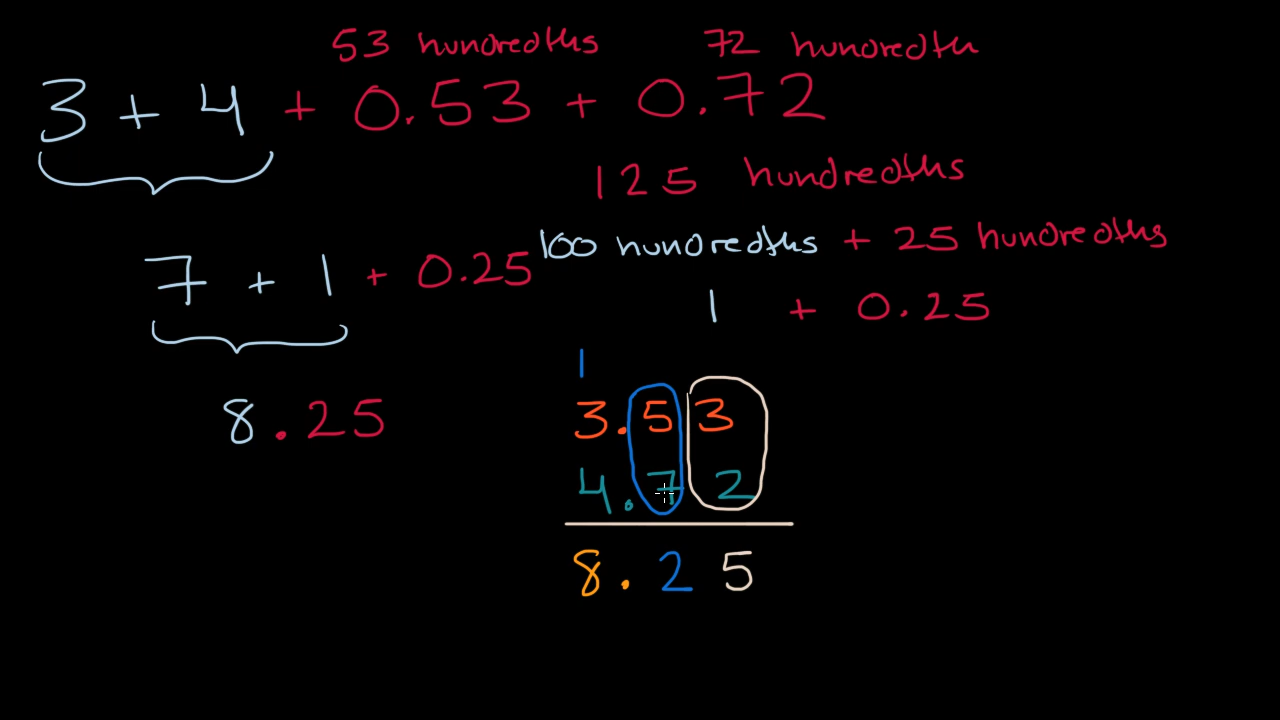 53 hundredths 72 hundredth
3 + 4 + 0.53 + 0.72
125 hundredths
100 hundredths + 25 hundredths
7 + 1 + 0.25
1 + 0.25
1
3.53
8.25
4.72
8.25